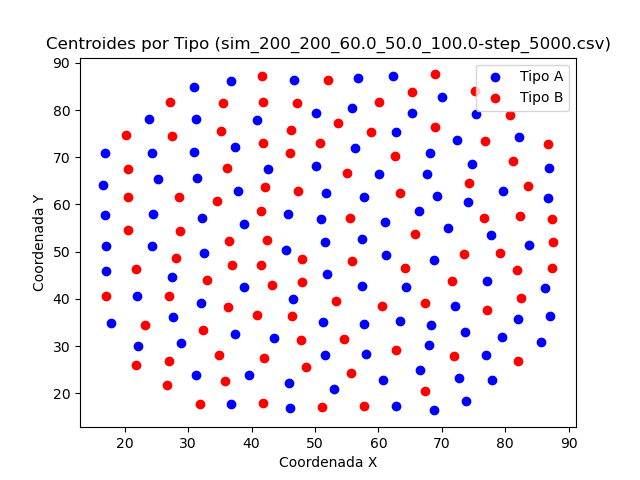 Centroides por Tipo (sim_200_200_60.0_50.0_100.0-step_5000.csv)
Tipo A
Tipo B
Coordenada Y
90
80
70
60
50
40
30
20
20 30 40 50 60 70 80 90
Coordenada X